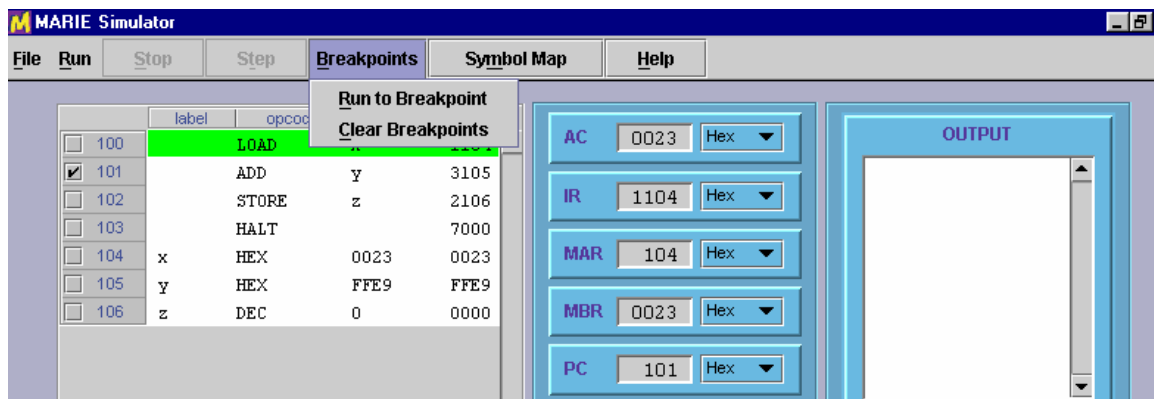 MARIE Simulator
File Run Stop Step Breakpoints Symbol Map Help
Run to Breakpoint
Clear Breakpoints
label
100 LOAD
101 ADD y 3105
102 STORE z 2106
103 HALT 7000
104 x HEX 0023 0023
105 y HEX FFE9 FFE9
106 z DEC 0 0000
AC 0023 Hex
IR 1104 Hex
MAR 104 Hex
MBR 0023 Hex
PC 101 Hex
OUTPUT